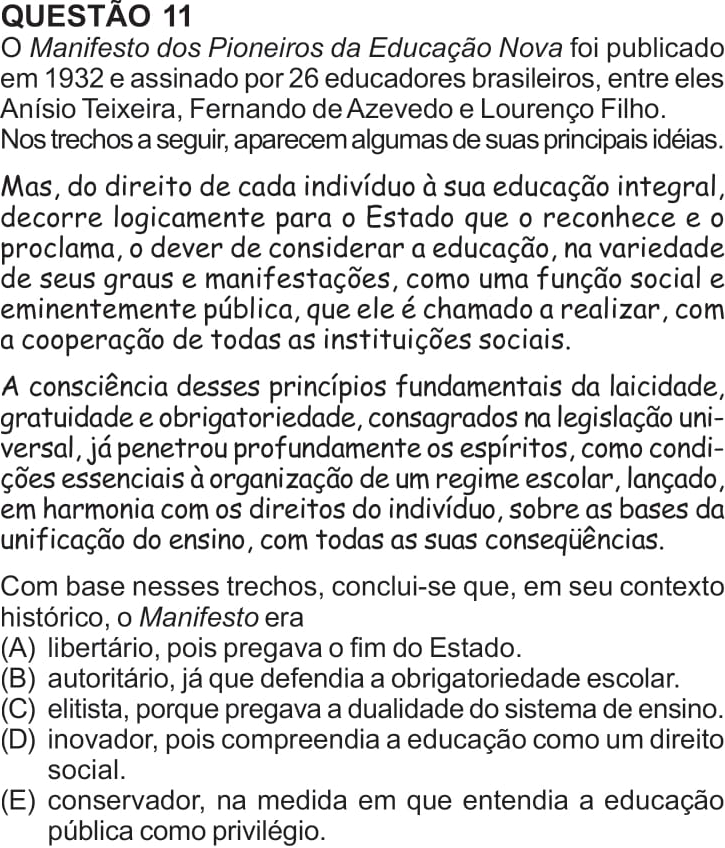 QUESTÃO 11
O Manifesto dos Pioneiros da Educação Nova foi publicado
em 1932 e assinado por 26 educadores brasileiros, entre eles
Anísio Teixeira, Fernando de Azevedo e Lourenço Filho.
Nos trechos a seguir, aparecem algumas de suas principais idéias.
Mas, do direito de cada indivíduo à sua educação integral,
decorre logicamente para o Estado que o reconhece e o
proclama, o dever de considerar a educação, na variedade
de seus graus e manifestações, como uma função social e
eminentemente pública, que ele é chamado a realizar, com
a cooperação de todas as instituições sociais.
A consciência desses princípios fundamentais da laicidade,
gratuidade e obrigatoriedade, consagrados na legislação uni-
versal, já penetrou profundamente os espíritos, como condi-
ções essenciais à organização de um regime escolar, lançado,
em harmonia com os direitos do indivíduo, sobre as bases da
unificação do ensino, com todas as suas conseqüências.
Com base nesses trechos, conclui-se que, em seu contexto
histórico, o Manifesto era
(A) libertário, pois pregava o fim do Estado.
(B) autoritário, já que defendia a obrigatoriedade escolar.
(C) elitista, porque pregava a dualidade do sistema de ensino.
(D) inovador, pois compreendia a educação como um direito
social.
(E) conservador, na medida em que entendia a educação
pública como privilégio.